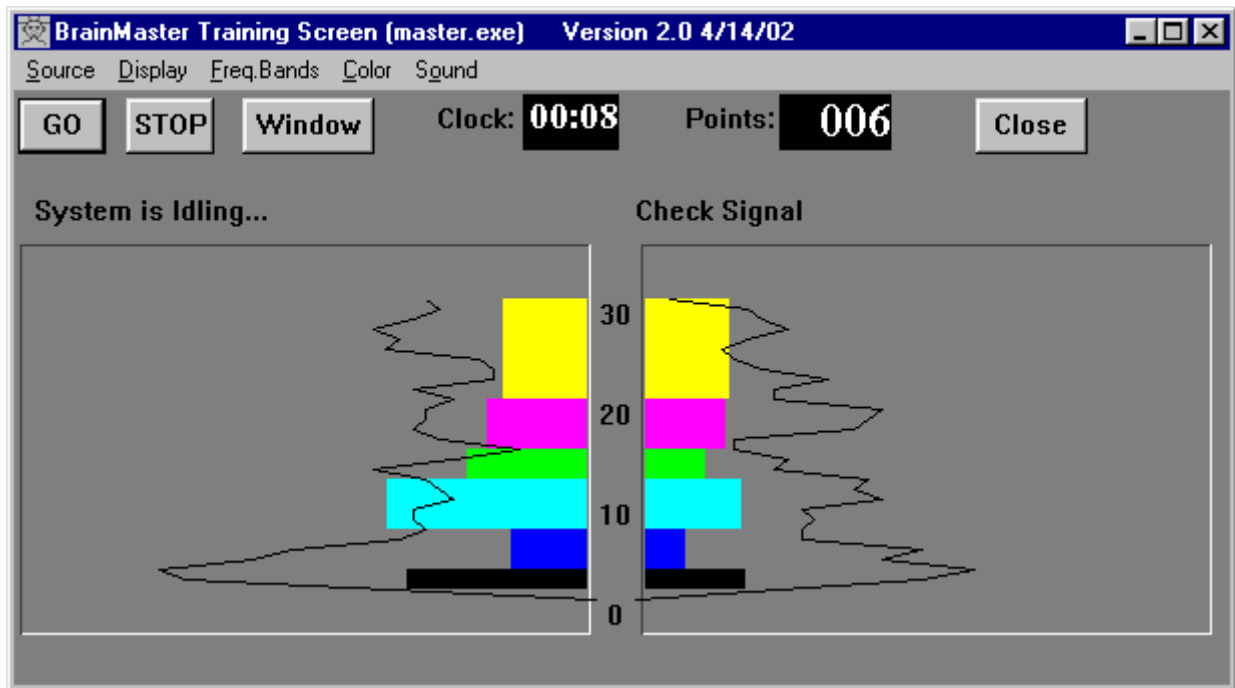 BrainMaster Training Screen (master.exe) Version 2.0 4/14/02
Source Display Freq.Bands Color Sound
GO STOP Window Clock: 00:08 Points: 006 Close
System is Idling... Check Signal
30
20
10
0